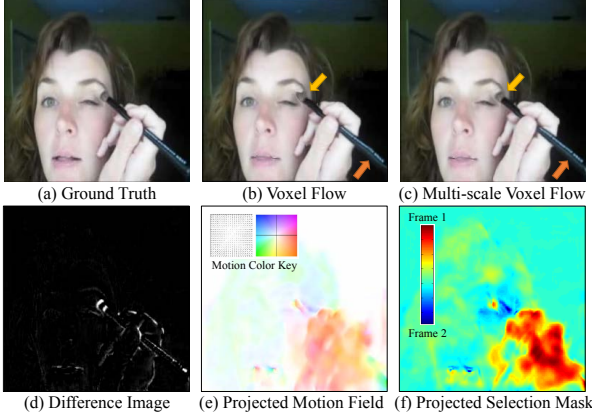 (a) Ground Truth
(b) Voxel Flow
(c) Multi-scale Voxel Flow
Motion Color Key
Frame 1
Frame 2
(d) Difference Image
(e) Projected Motion Field
(f) Projected Selection Mask